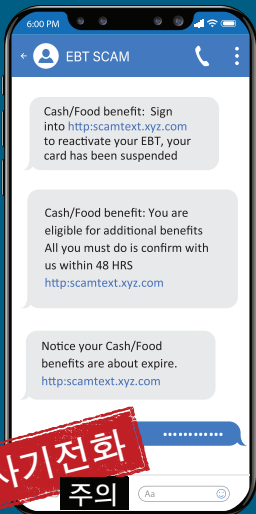 6:00 PM
EBT SCAM
Cash/Food benefit:  Sign
into http:scamtext.xyz.com
to reactivate your EBT, your
card has been suspended
Cash/Food benefit: You are
eligible for additional benefits
All you must do is confirm with
us within 48 HRS
http:scamtext.xyz.com
Notice your Cash/Food
benefits are about expire.
http:scamtext.xyz.com
............
사기전화
주의
Aa